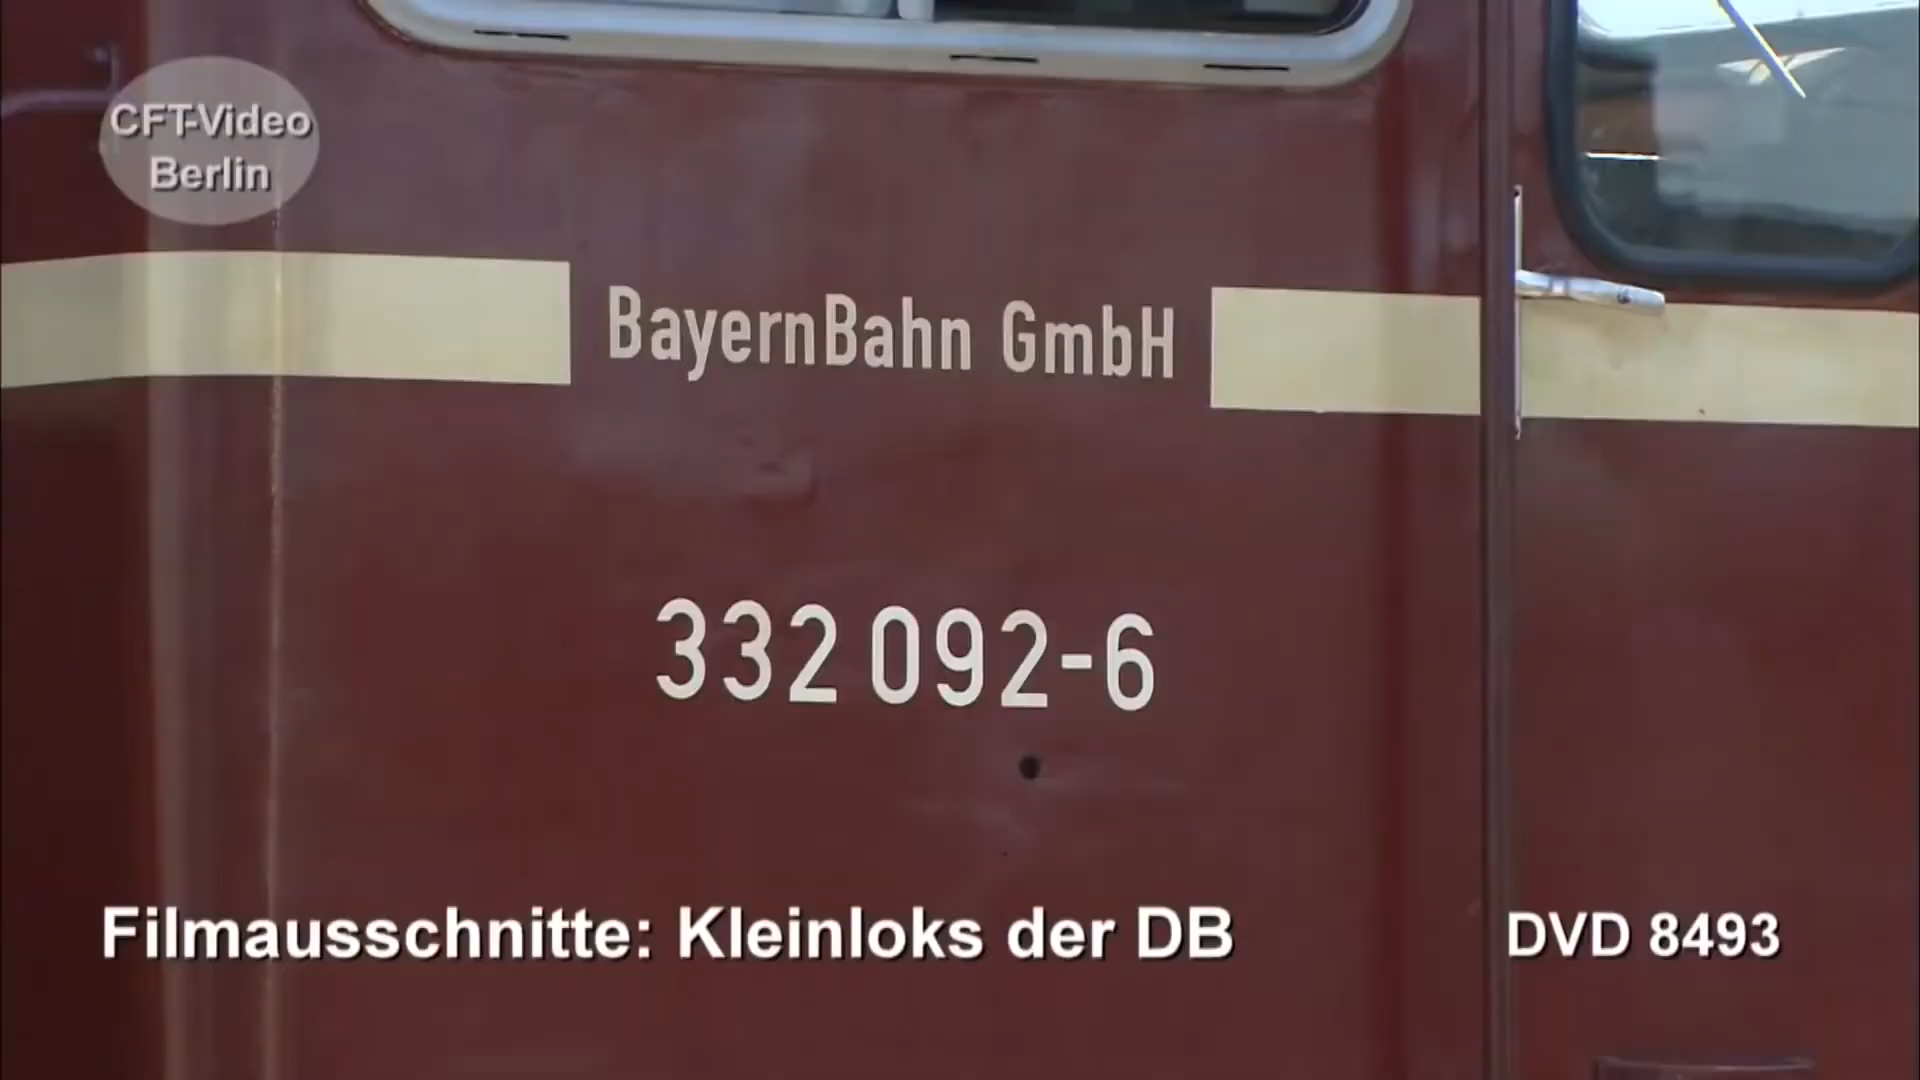 CFT-Video
Berlin
BayernBahn GmbH
332 092-6
Filmausschnitte: Kleinloks der DB
DVD 8493